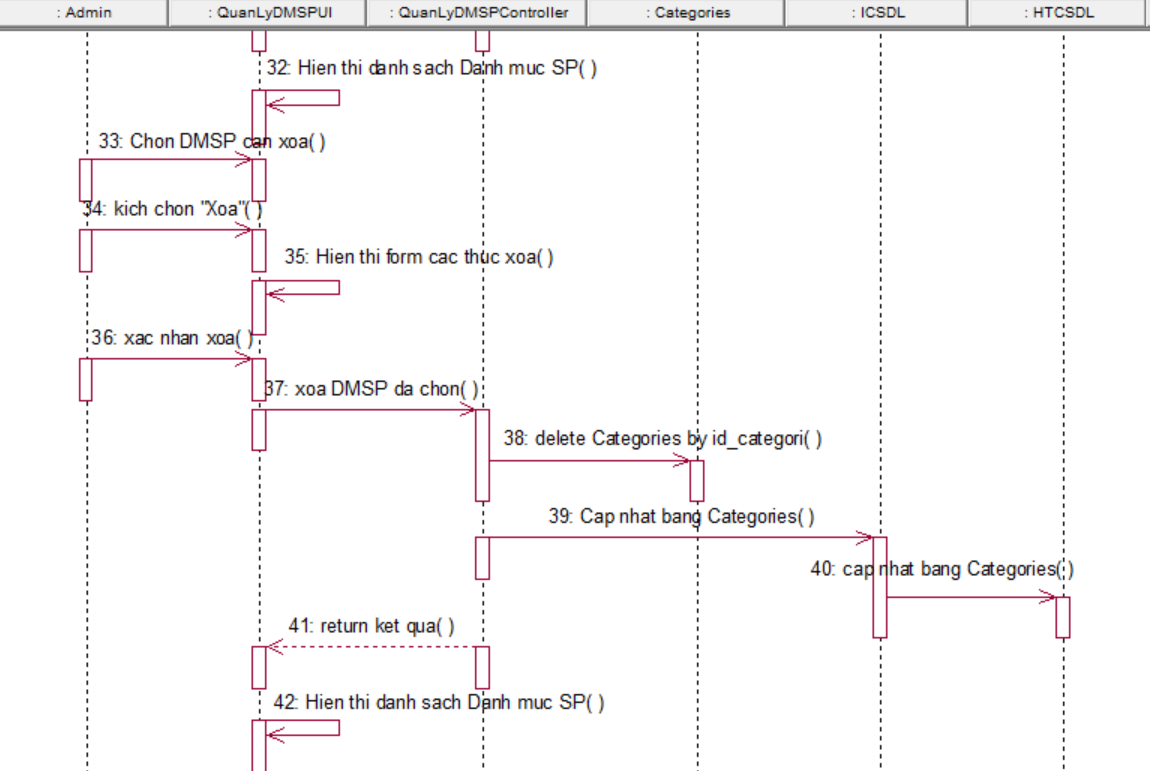 : Admin
: QuanLyDMSPUI
: QuanLyDMSPController
: Categories
: ICSDL
: HTCSDL
32: Hien thi danh sach Danh muc SP( )
33: Chon DMSP can xoa( )
34: kich chon "Xoa"( )
35: Hien thi form cac thuc xoa( )
36: xac nhan xoa( )
37: xoa DMSP da chon( )
38: delete Categories by id_categori( )
39: Cap nhat bang Categories( )
40: cap nhat bang Categories( )
41: return ket qua( )
42: Hien thi danh sach Danh muc SP( )